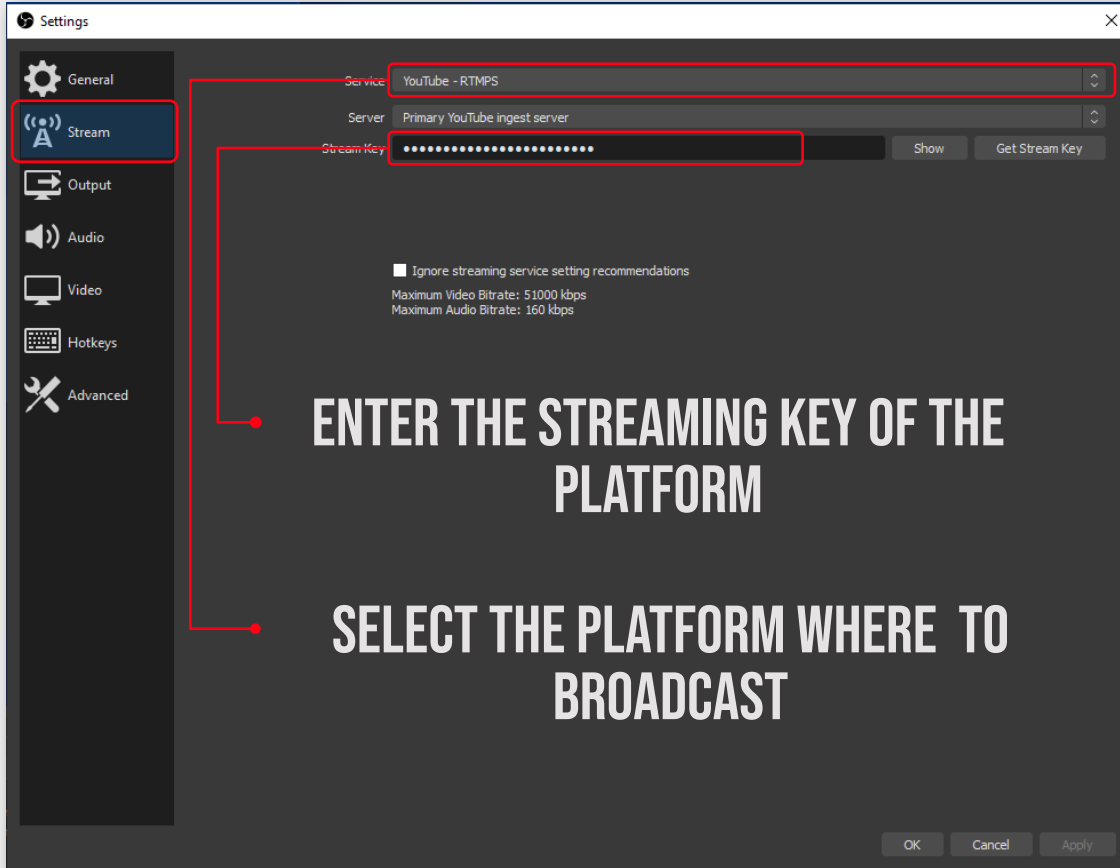 Settings
General
Stream
Output
Audio
Video
Hotkeys
Advanced
Service YouTube - RTMPS
Server Primary YouTube ingest server
Stream Key ●●●●●●●●●●●●●●●●●●●●●●●● Show Get Stream Key
Ignore streaming service setting recommendations
Maximum Video Bitrate: 51000 kbps
Maximum Audio Bitrate: 160 kbps
ENTER THE STREAMING KEY OF THE
PLATFORM
SELECT THE PLATFORM WHERE TO
BROADCAST
OK Cancel Apply